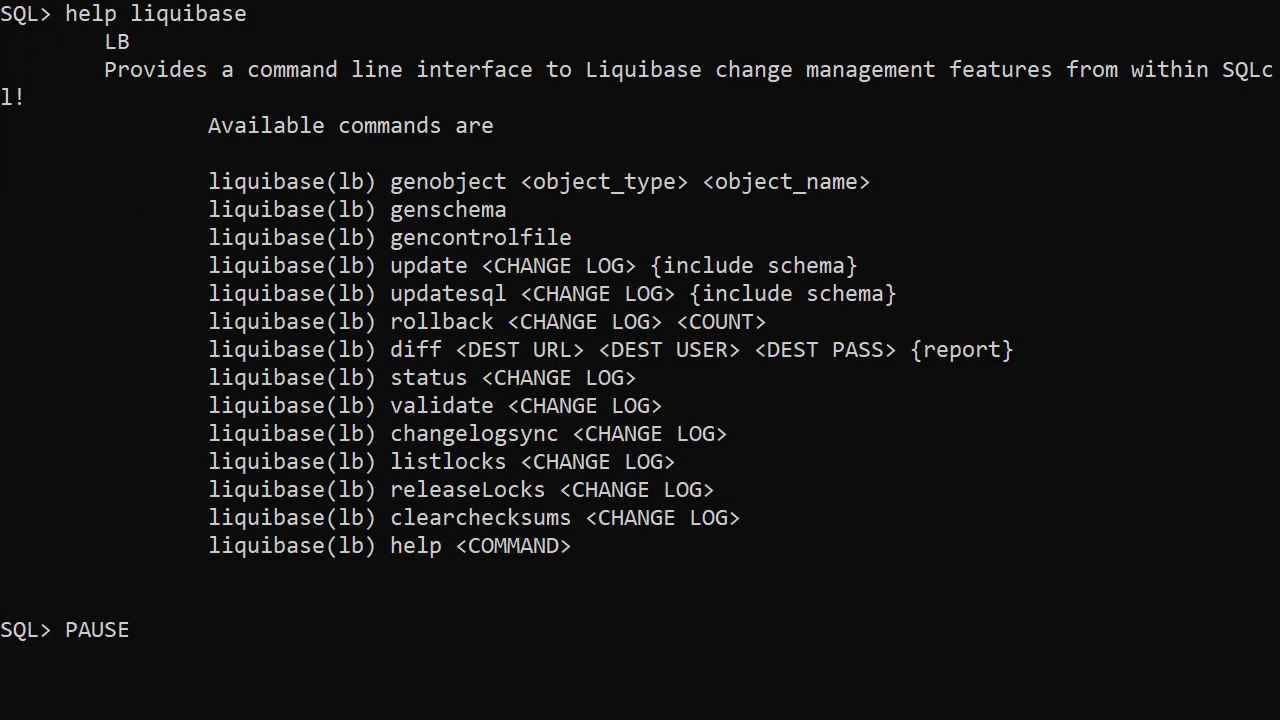 SQL> help liquibase
LB
Provides a command line interface to Liquibase change management features from within SQLc
l!
Available commands are
liquibase(lb) genobject <object_type> <object_name>
liquibase(lb) genschema
liquibase(lb) gencontrolfile
liquibase(lb) update <CHANGE LOG> {include schema}
liquibase(lb) updatesql <CHANGE LOG> {include schema}
liquibase(lb) rollback <CHANGE LOG> <COUNT>
liquibase(lb) diff <DEST URL> <DEST USER> <DEST PASS> {report}
liquibase(lb) status <CHANGE LOG>
liquibase(lb) validate <CHANGE LOG>
liquibase(lb) changelogsync <CHANGE LOG>
liquibase(lb) listlocks <CHANGE LOG>
liquibase(lb) releaseLocks <CHANGE LOG>
liquibase(lb) clearchecksums <CHANGE LOG>
liquibase(lb) help <COMMAND>
SQL> PAUSE